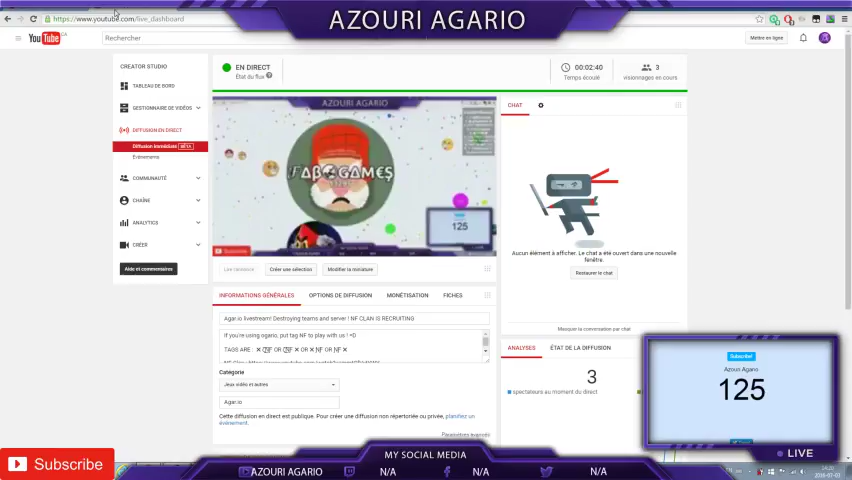 AZOURI AGARIO
https://www.youtube.com/live_dashboard
YouTube CA
Rechercher
Mettre en ligne
CREATOR STUDIO
TABLEAU DE BORD
GESTIONNAIRE DE VIDÉOS
DIFFUSION EN DIRECT
Diffusion immédiate BÊTA
Événements
COMMUNAUTÉ
CHAÎNE
ANALYTICS
CRÉER
Aide et commentaires
EN DIRECT
État du flux
00:02:40
Temps écoulé
3
visionnages en cours
AZOURI AGARIO
FABOGAMES
125
Créer une sélection
Modifier la miniature
CHAT
Aucun élément à afficher. Le chat a été ouvert dans une nouvelle
fenêtre.
Restaurer le chat
Masquer la conversation par chat
INFORMATIONS GÉNÉRALES
OPTIONS DE DIFFUSION
MONÉTISATION
FICHES
Agar.io livestream! Destroying teams and server ! NF CLAN IS RECRUITING
If you're using ogario, put tag NF to play with us ! =D
Catégorie
Jeux vidéo et autres
Agar.io
Cette diffusion en direct est publique. Pour créer une diffusion non répertoriée ou privée, planifiez un
événement.
Paramètres avancés
ANALYSES
ÉTAT DE LA DIFFUSION
3
spectateurs au moment du direct
Subscribe!
Azouri Agario
125
LIVE
Subscribe
MY SOCIAL MEDIA
AZOURI AGARIO
N/A
N/A
N/A